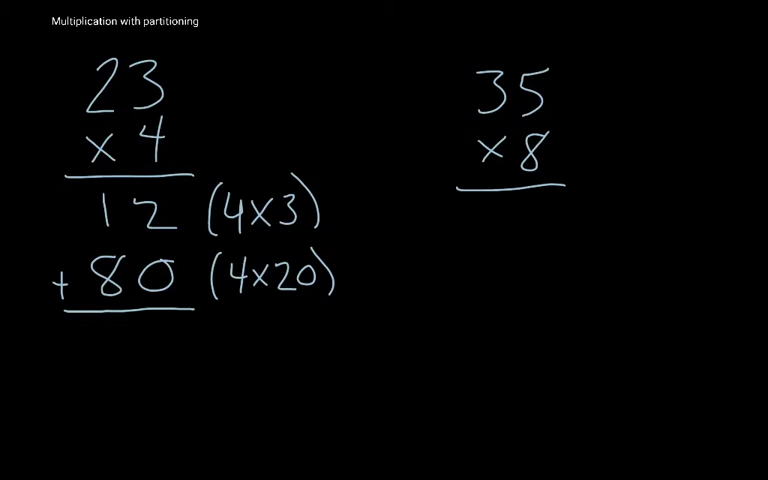 Multiplication with partitioning
23
x 4
12 (4x3)
+ 80 (4x20)
35
x 8